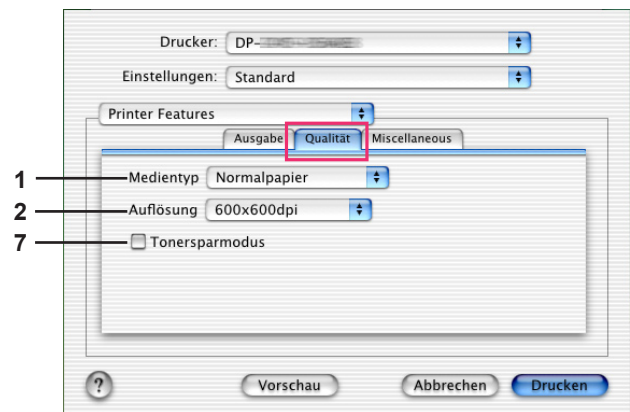 Drucker: DP-
Einstellungen: Standard
Printer Features
Ausgabe Qualität Miscellaneous
1 Medientyp Normalpapier
2 Auflösung 600x600dpi
7 Tonersparmodus
? Vorschau Abbrechen Drucken